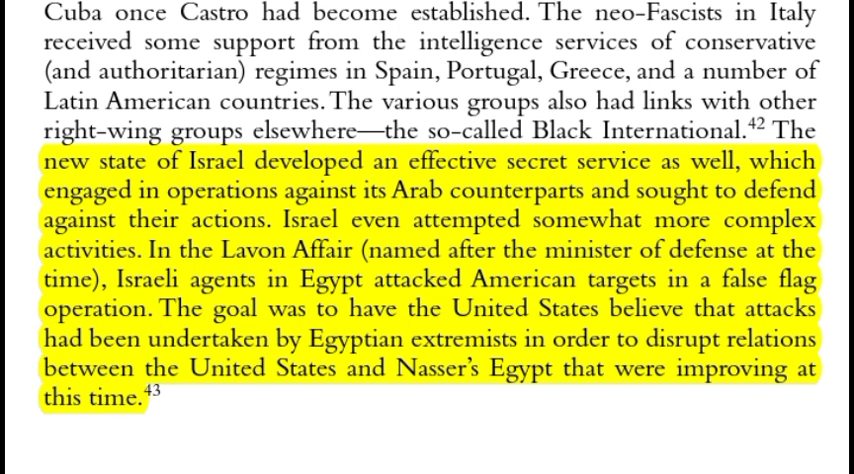 Cuba once Castro had become established. The neo-Fascists in Italy
received some support from the intelligence services of conservative
(and authoritarian) regimes in Spain, Portugal, Greece, and a number of
Latin American countries. The various groups also had links with other
right-wing groups elsewhere—the so-called Black International.⁴² The
new state of Israel developed an effective secret service as well, which
engaged in operations against its Arab counterparts and sought to defend
against their actions. Israel even attempted somewhat more complex
activities. In the Lavon Affair (named after the minister of defense at the
time), Israeli agents in Egypt attacked American targets in a false flag
operation. The goal was to have the United States believe that attacks
had been undertaken by Egyptian extremists in order to disrupt relations
between the United States and Nasser’s Egypt that were improving at
this time.⁴³